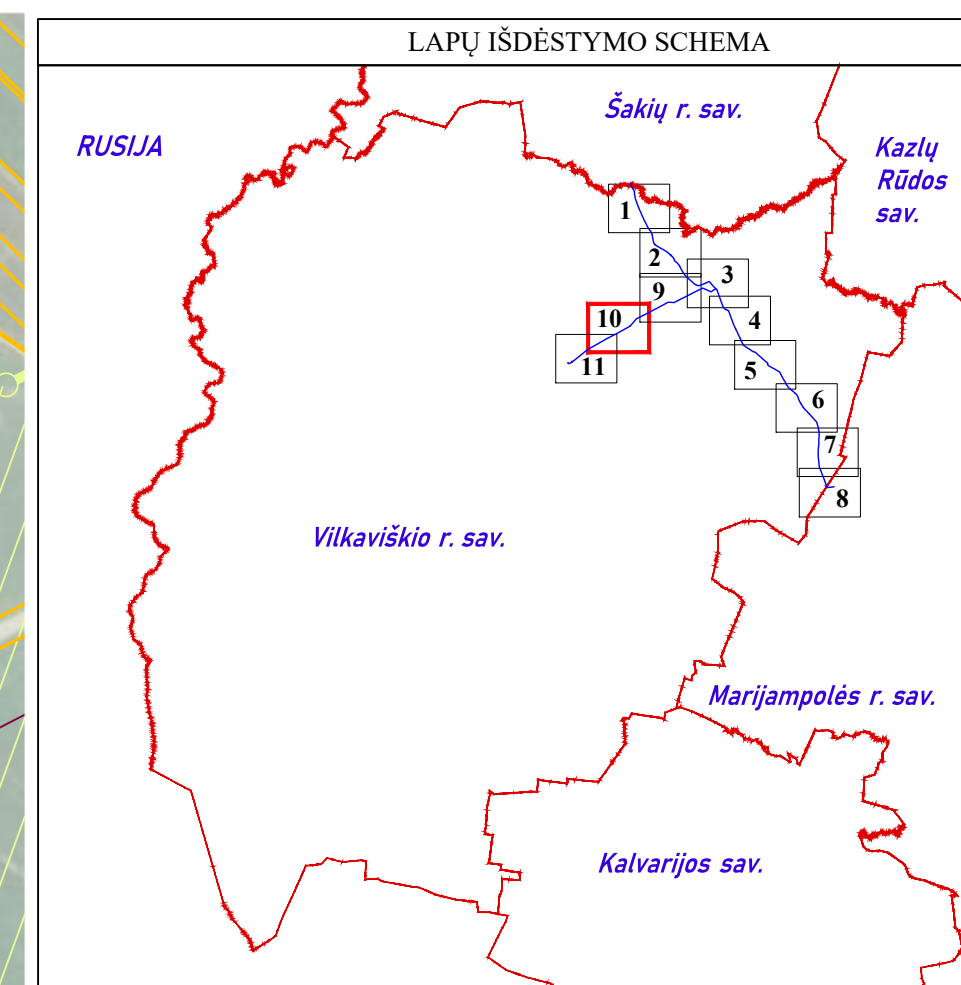 LAPŲ IŠDĖSTYMO SCHEMA
RUSIJA
Šakių r. sav.
Kazlų
Rūdos
sav.
1
2
3
9
10
4
11
5
6
7
8
Vilkaviškio r. sav.
Marijampolės r. sav.
Kalvarijos sav.